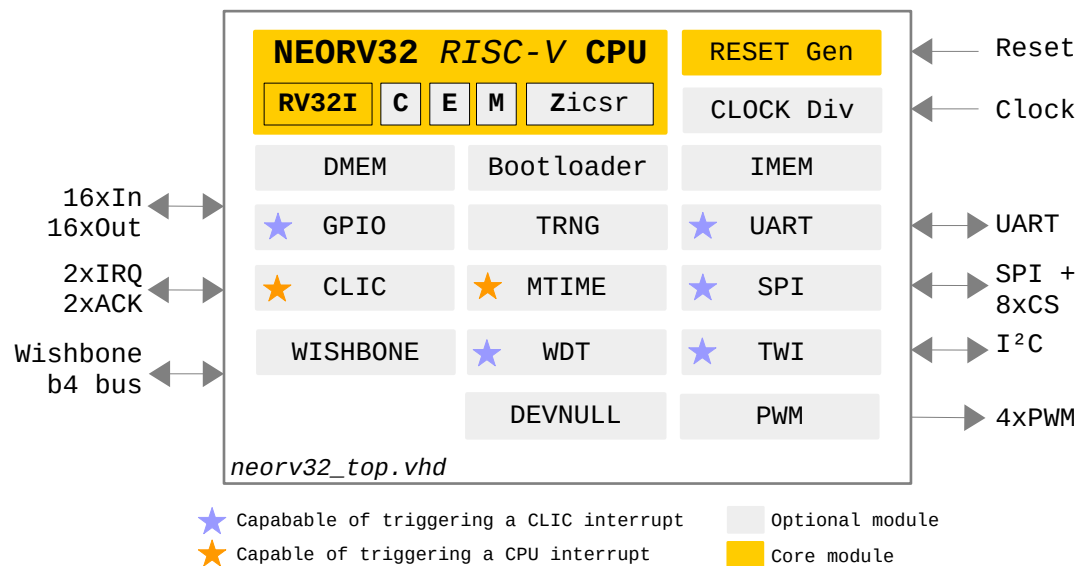 NEORV32 RISC-V CPU
RV32I C E M Zicsr
RESET Gen
Reset
CLOCK Div
Clock
DMEM
Bootloader
IMEM
16xIn
16xOut
GPIO
TRNG
UART
UART
2xIRQ
2xACK
CLIC
MTIME
SPI
SPI +
8xCS
Wishbone
b4 bus
WISHBONE
WDT
TWI
I²C
DEVNULL
PWM
4xPWM
neorv32_top.vhd
Capabable of triggering a CLIC interrupt
Optional module
Capable of triggering a CPU interrupt
Core module